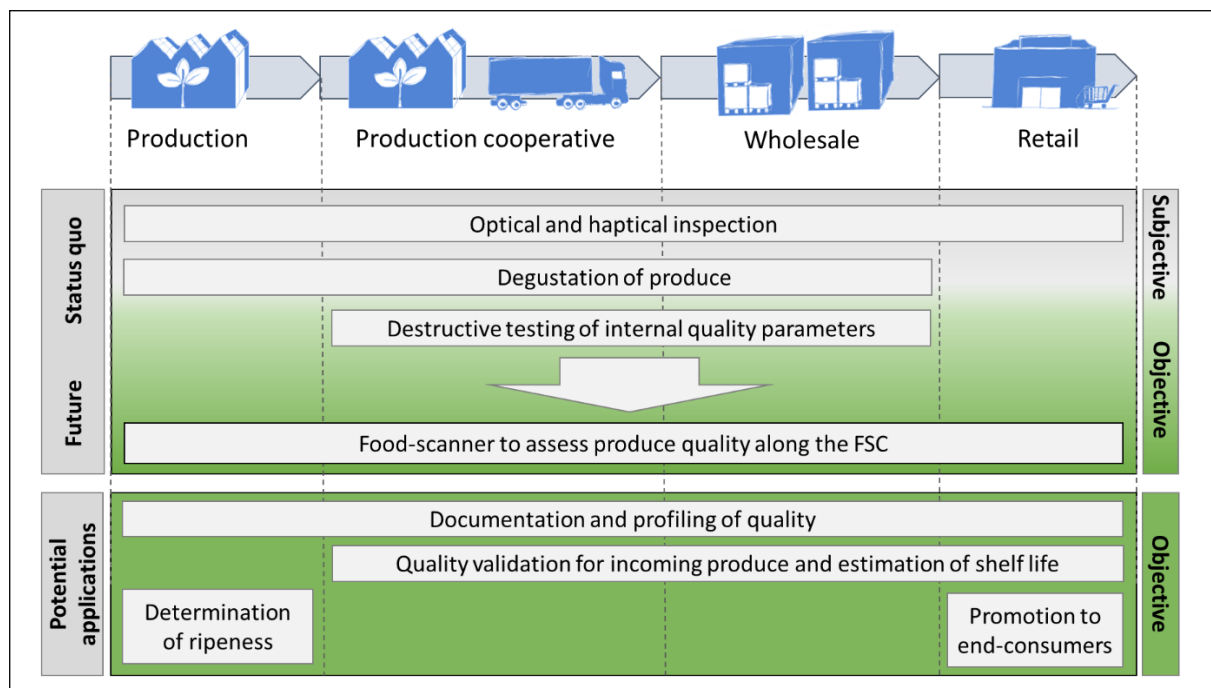 Production
Production cooperative
Wholesale
Retail
Status quo
Future
Subjective
Objective
Optical and haptical inspection
Degustation of produce
Destructive testing of internal quality parameters
Food-scanner to assess produce quality along the FSC
Potential
applications
Objective
Documentation and profiling of quality
Quality validation for incoming produce and estimation of shelf life
Determination
of ripeness
Promotion to
end-consumers